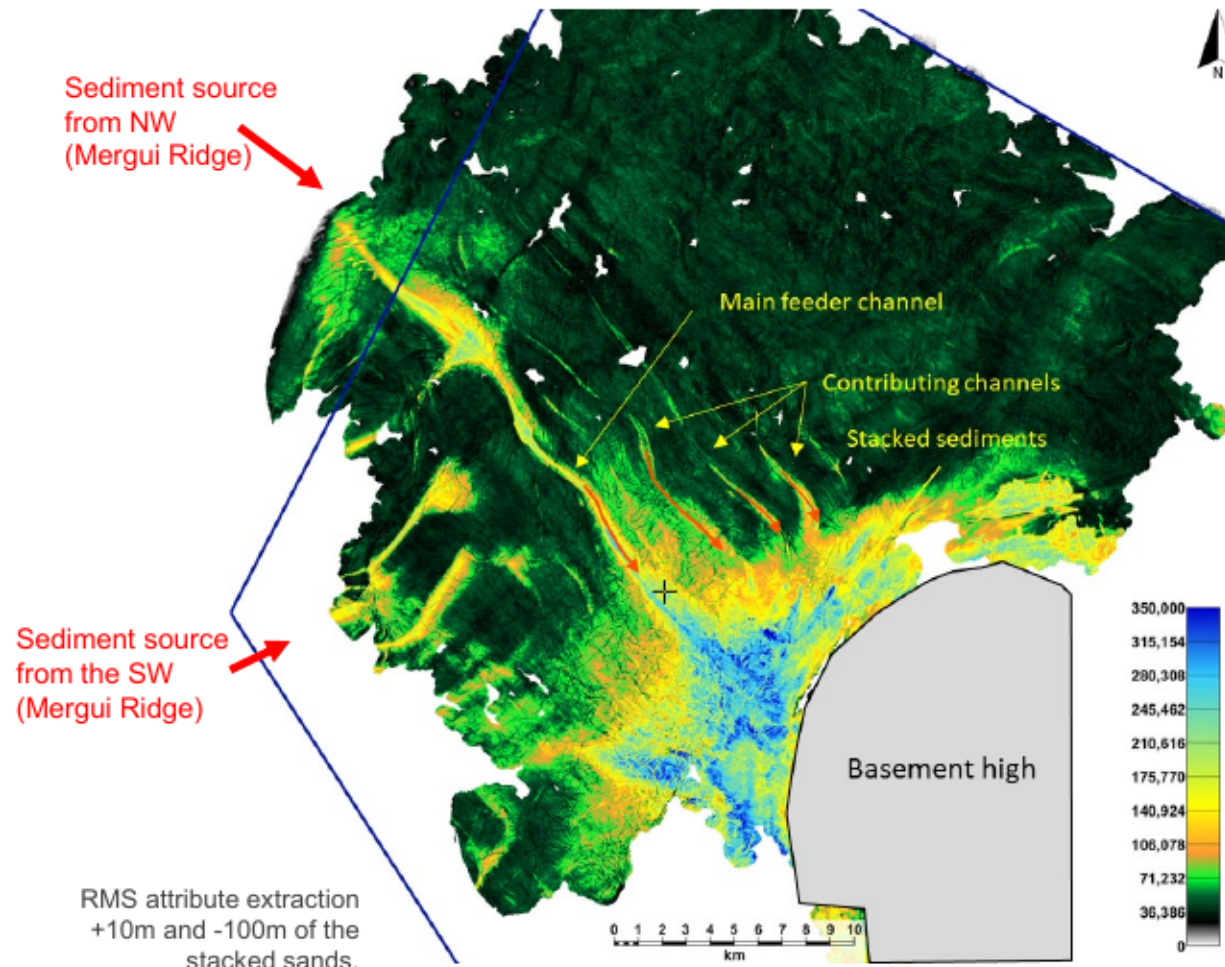 Sediment source
from NW
(Mergui Ridge)
N
Main feeder channel
Contributing channels
Stacked sediments
Sediment source
from the SW
(Mergui Ridge)
Basement high
350,000
315,154
280,308
245,462
210,616
175,770
140,924
106,078
71,232
36,386
0
RMS attribute extraction
+10m and -100m of the
stacked sands.
0 1 2 3 4 5 6 7 8 9 10
km